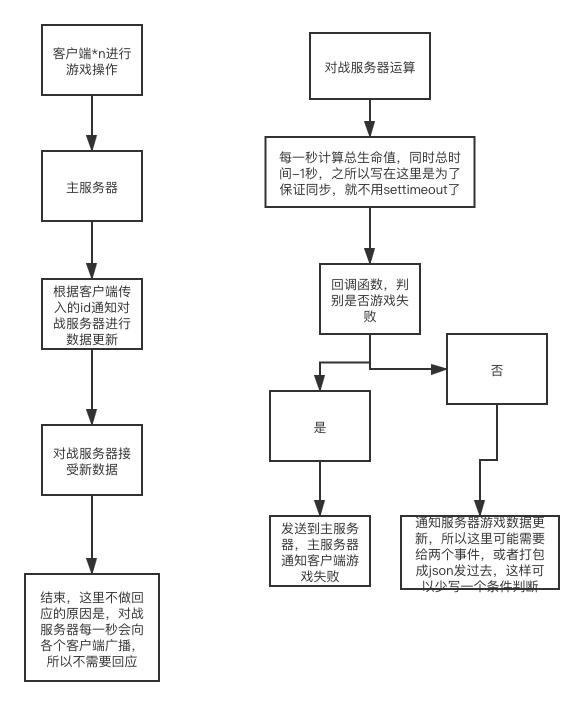 客户端*n进行
游戏操作
主服务器
根据客户端传
入的id通知对
战服务器进行
数据更新
对战服务器接
受新数据
结束，这里不做回
应的原因是，对战
服务器每一秒会向
各个客户端广播，
所以不需要回应
对战服务器运算
每一秒计算总生命值，同时总时
间-1秒，之所以写在这里是为了
保证同步，就不用settimeout了
回调函数，判
别是否游戏失
败
是
否
发送到主服务
器，主服务器
通知客户端游
戏失败
通知服务器游戏数据更
新，所以这里可能需要
给两个事件，或者打包
成json发过去，这样可
以少写一个条件判断